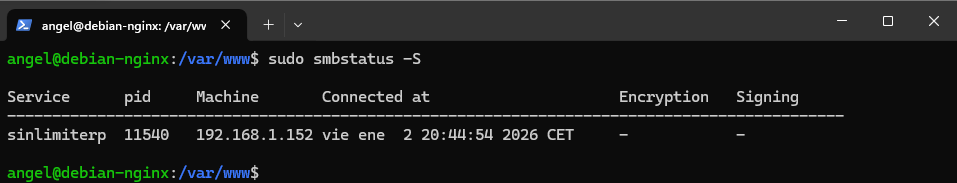 angel@debian-nginx: /var/ww
angel@debian-nginx:/var/www$ sudo smbstatus -S
Service      pid     Machine       Connected at                     Encryption   Signing
---------------------------------------------------------------------------------------------
sinlimiterp  11540   192.168.1.152 vie ene  2 20:44:54 2026 CET     -            -
angel@debian-nginx:/var/www$